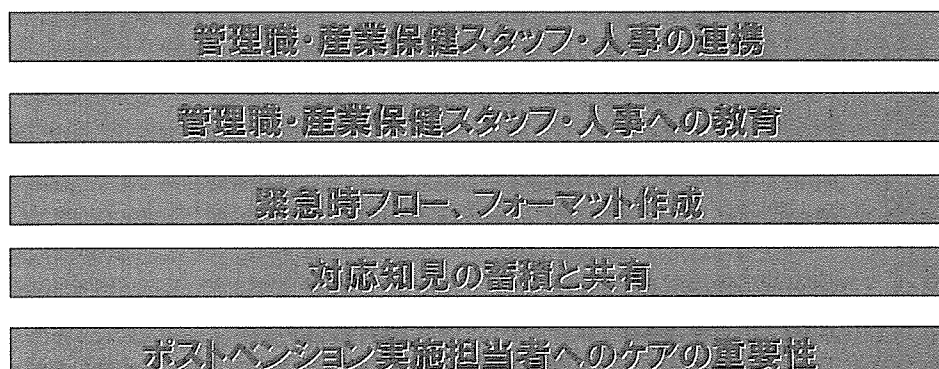 管理職・産業保健スタッフ・人事の連携
管理職・産業保健スタッフ・人事への教育
緊急時フロー、フォーマット作成
対応知見の蓄積と共有
ポストベンション実施担当者へのケアの重要性